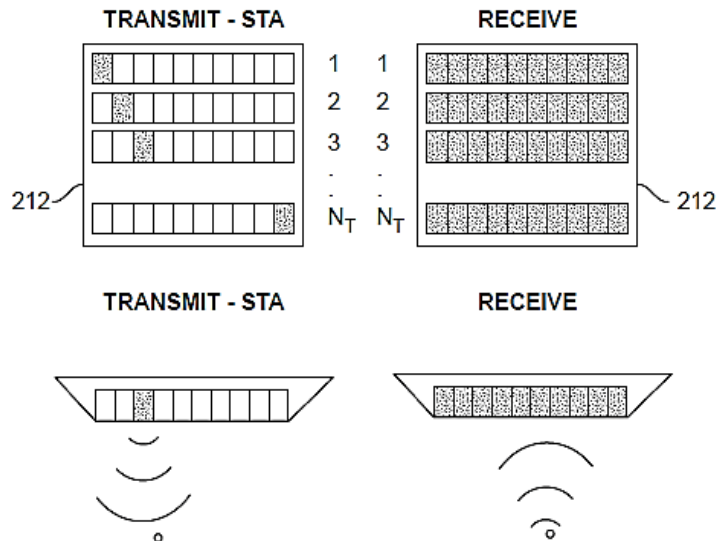 TRANSMIT - STA RECEIVE
1 1
2 2
3 3
. .
. .
212 N_T N_T 212
TRANSMIT - STA RECEIVE